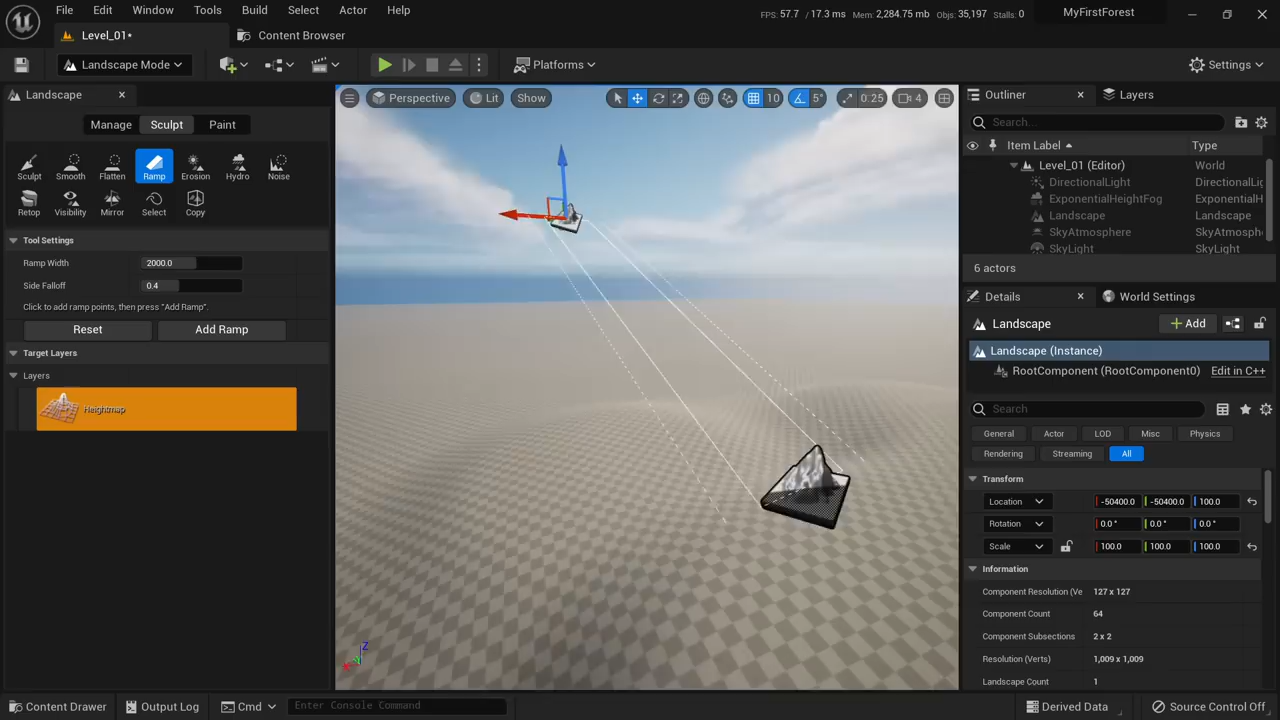 File Edit Window Tools Build Select Actor Help
FPS: 57.7 / 17.3 ms Mem: 2,284.75 mb Objs: 35,197 Stalls: 0
MyFirstForest
Level_01*
Content Browser
Landscape Mode
Platforms
Settings
Landscape
Manage Sculpt Paint
Sculpt Smooth Flatten Ramp Erosion Hydro Noise
Retop Visibility Mirror Select Copy
Tool Settings
Ramp Width 2000.0
Side Falloff 0.4
Click to add ramp points, then press "Add Ramp".
Reset Add Ramp
Target Layers
Layers
Heightmap
Perspective Lit Show
10 5° 0.25 4
Z
Outliner Layers
Search...
Item Label Type
Level_01 (Editor) World
DirectionalLight DirectionalLi
ExponentialHeightFog ExponentialH
Landscape Landscape
SkyAtmosphere SkyAtmosphe
SkyLight SkyLight
6 actors
Details World Settings
Landscape
Add
Landscape (Instance)
RootComponent (RootComponent0) Edit in C++
Search
General Actor LOD Misc Physics
Rendering Streaming All
Transform
Location -50400.0 -50400.0 100.0
Rotation 0.0 ° 0.0 ° 0.0 °
Scale 100.0 100.0 100.0
Information
Component Resolution (Ve 127 x 127
Component Count 64
Component Subsections 2 x 2
Resolution (Verts) 1,009 x 1,009
Landscape Count 1
Content Drawer Output Log Cmd Enter Console Command
Derived Data Source Control Off